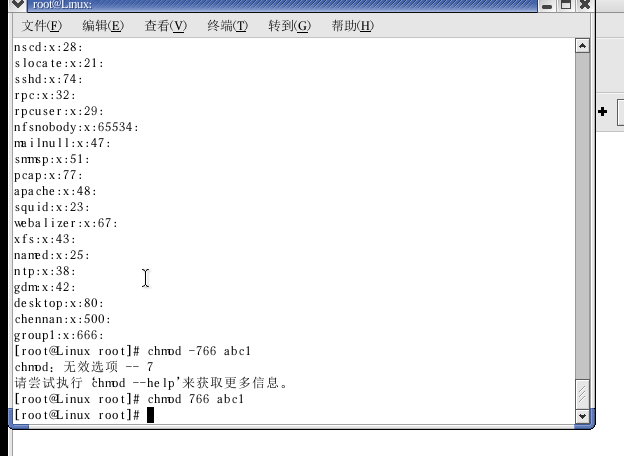 root@Linux:
文件(F) 编辑(E) 查看(V) 终端(T) 转到(G) 帮助(H)
nscd:x:28:
slocate:x:21:
sshd:x:74:
rpc:x:32:
rpcuser:x:29:
nfsnobody:x:65534:
mailnull:x:47:
smmsp:x:51:
pcap:x:77:
apache:x:48:
squid:x:23:
webalizer:x:67:
xfs:x:43:
named:x:25:
ntp:x:38:
gdm:x:42:
desktop:x:80:
chennan:x:500:
group1:x:666:
[root@Linux root]# chmod -766 abc1
chmod: 无效选项 -- 7
请尝试执行‘chmod --help’来获取更多信息。
[root@Linux root]# chmod 766 abc1
[root@Linux root]#